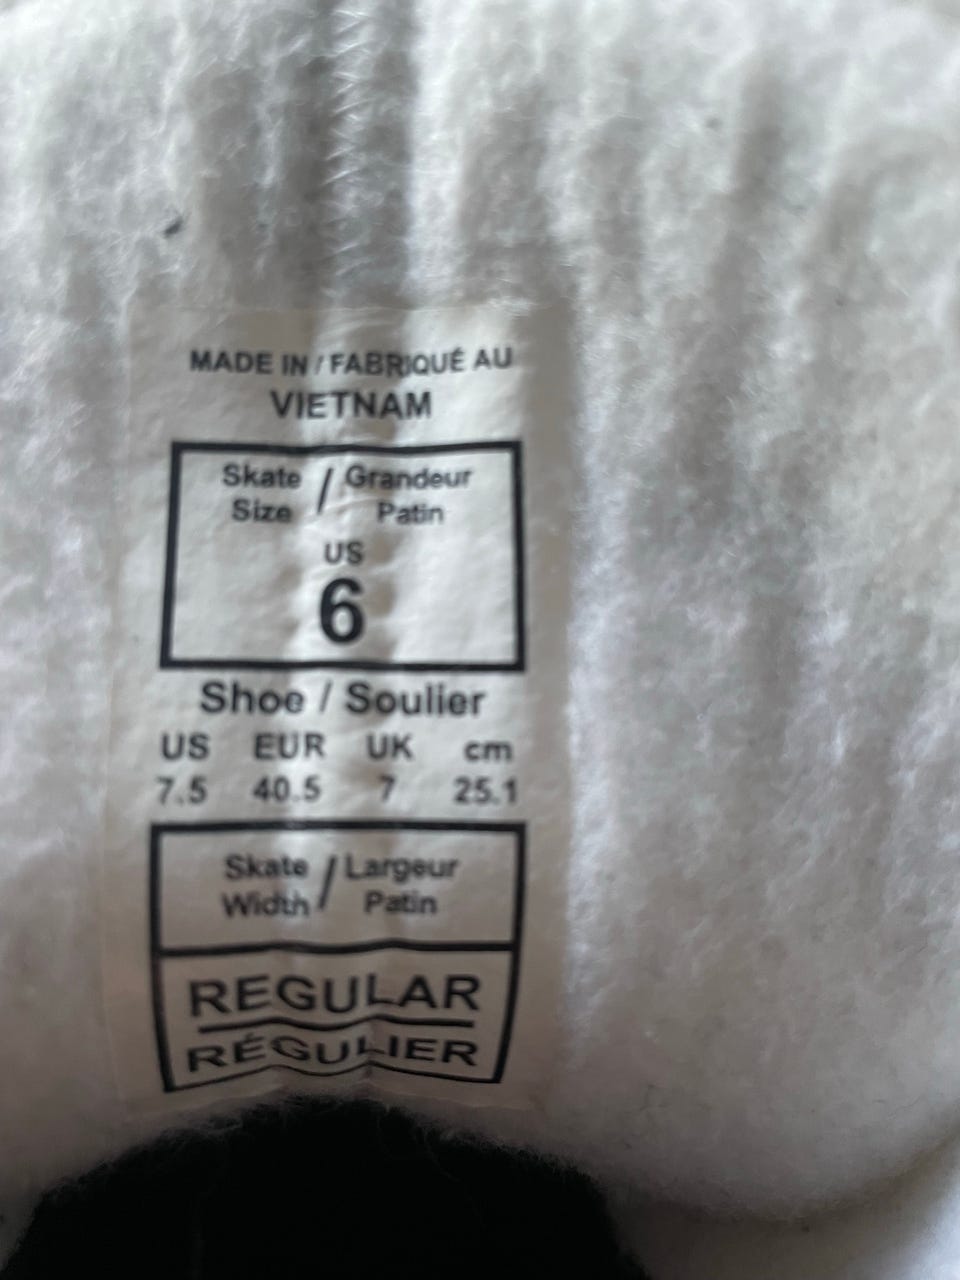 MADE IN / FABRIQUÉ AU
VIETNAM
Skate / Grandeur
Size Patin
US
6
Shoe / Soulier
US EUR UK cm
7.5 40.5 7 25.1
Skate / Largeur
Width Patin
REGULAR
RÉGULIER